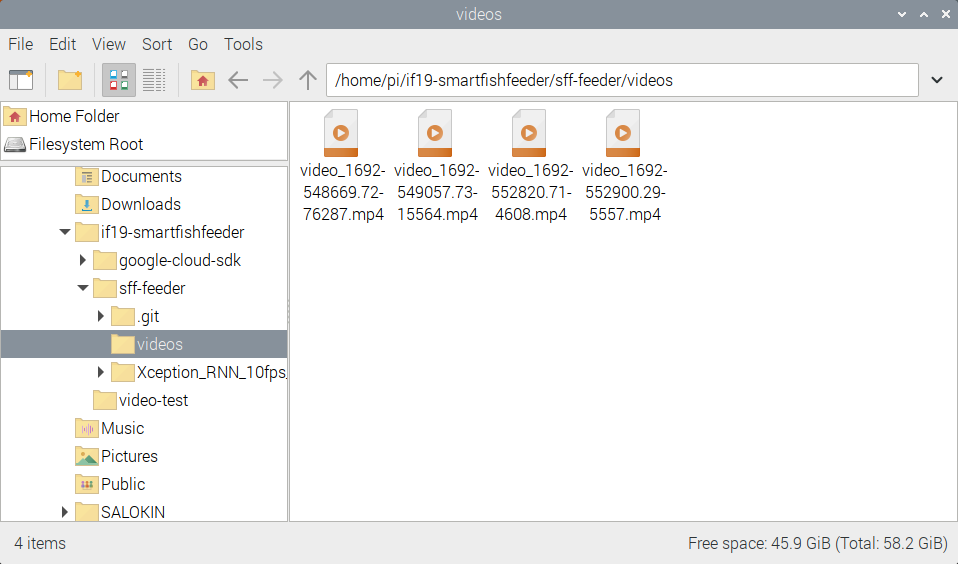 videos
File Edit View Sort Go Tools
/home/pi/if19-smartfishfeeder/sff-feeder/videos
Home Folder
Filesystem Root
Documents
Downloads
if19-smartfishfeeder
google-cloud-sdk
sff-feeder
.git
videos
Xception_RNN_10fps_
video-test
Music
Pictures
Public
SALOKIN
video_1692-
548669.72-
76287.mp4
video_1692-
549057.73-
15564.mp4
video_1692-
552820.71-
4608.mp4
video_1692-
552900.29-
5557.mp4
4 items
Free space: 45.9 GiB (Total: 58.2 GiB)